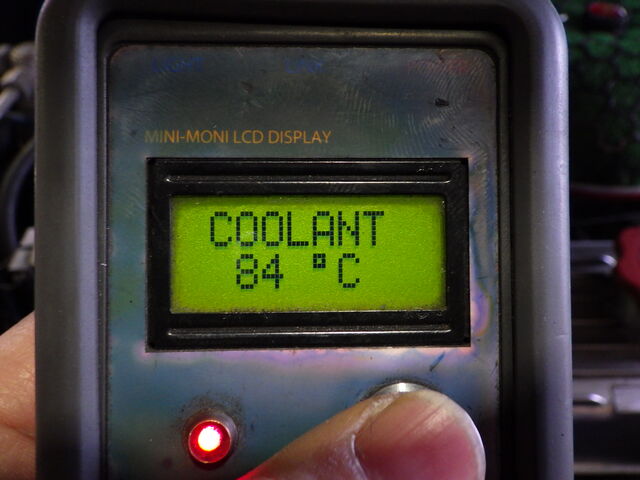 MINI-MONI LCD DISPLAY
COOLANT
84 °C